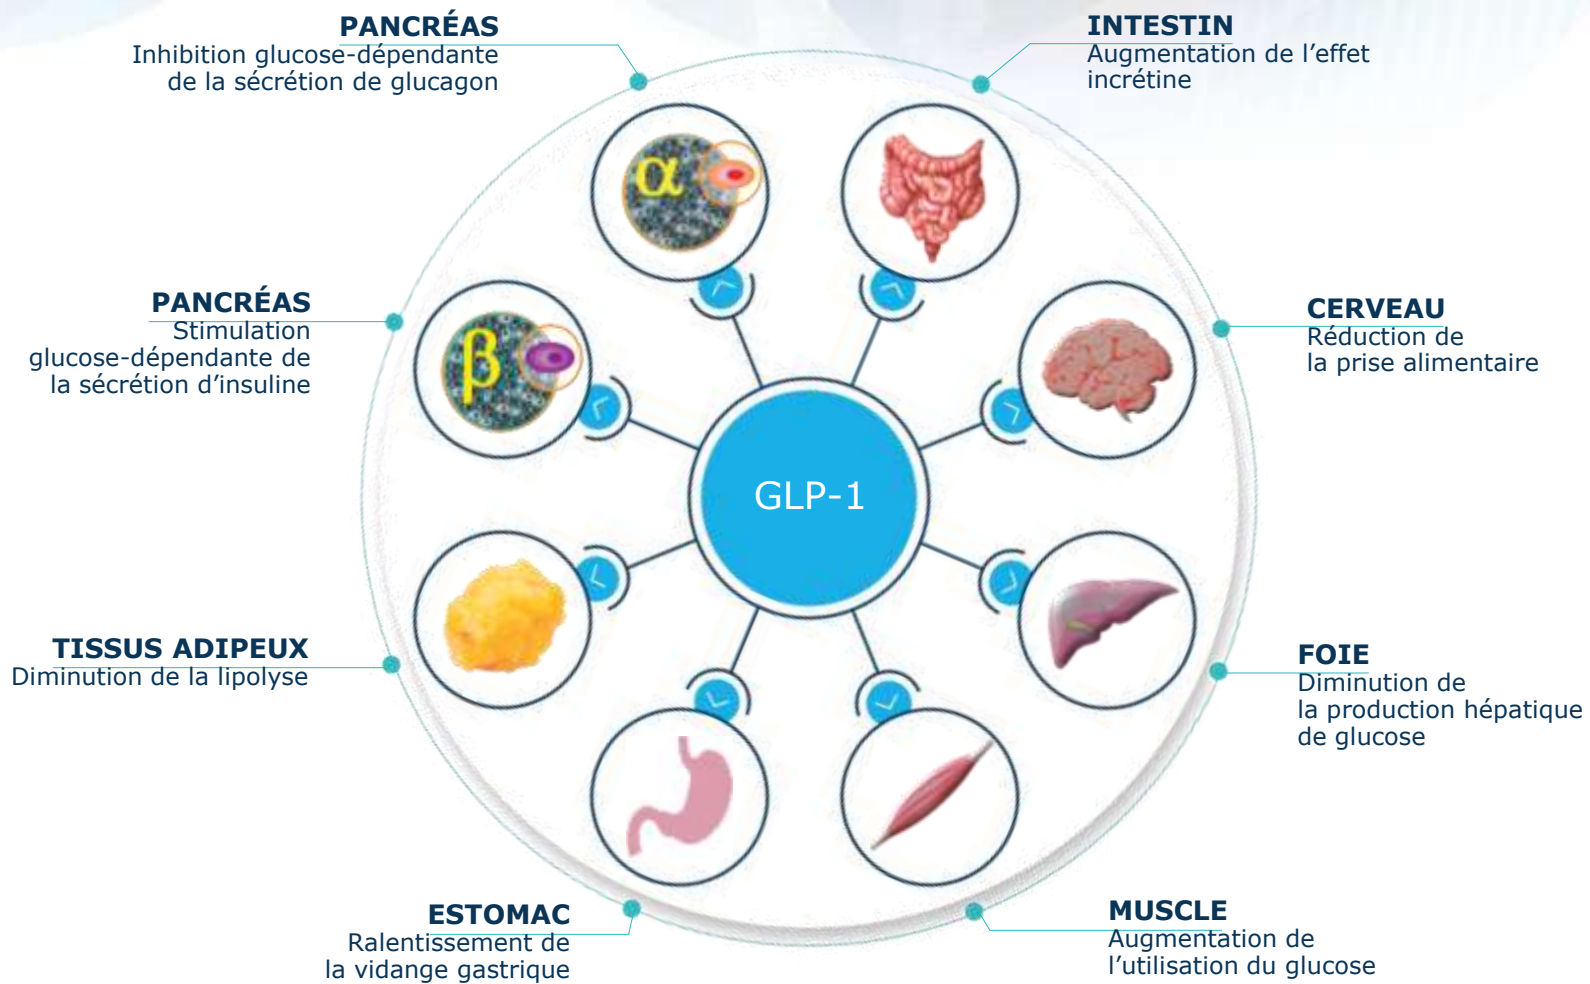 PANCRÉAS
Inhibition glucose-dépendante
de la sécrétion de glucagon
INTESTIN
Augmentation de l’effet
incrétine
α
PANCRÉAS
Stimulation
glucose-dépendante de
la sécrétion d’insuline
β
CERVEAU
Réduction de
la prise alimentaire
GLP-1
TISSUS ADIPEUX
Diminution de la lipolyse
FOIE
Diminution de
la production hépatique
de glucose
ESTOMAC
Ralentissement de
la vidange gastrique
MUSCLE
Augmentation de
l’utilisation du glucose